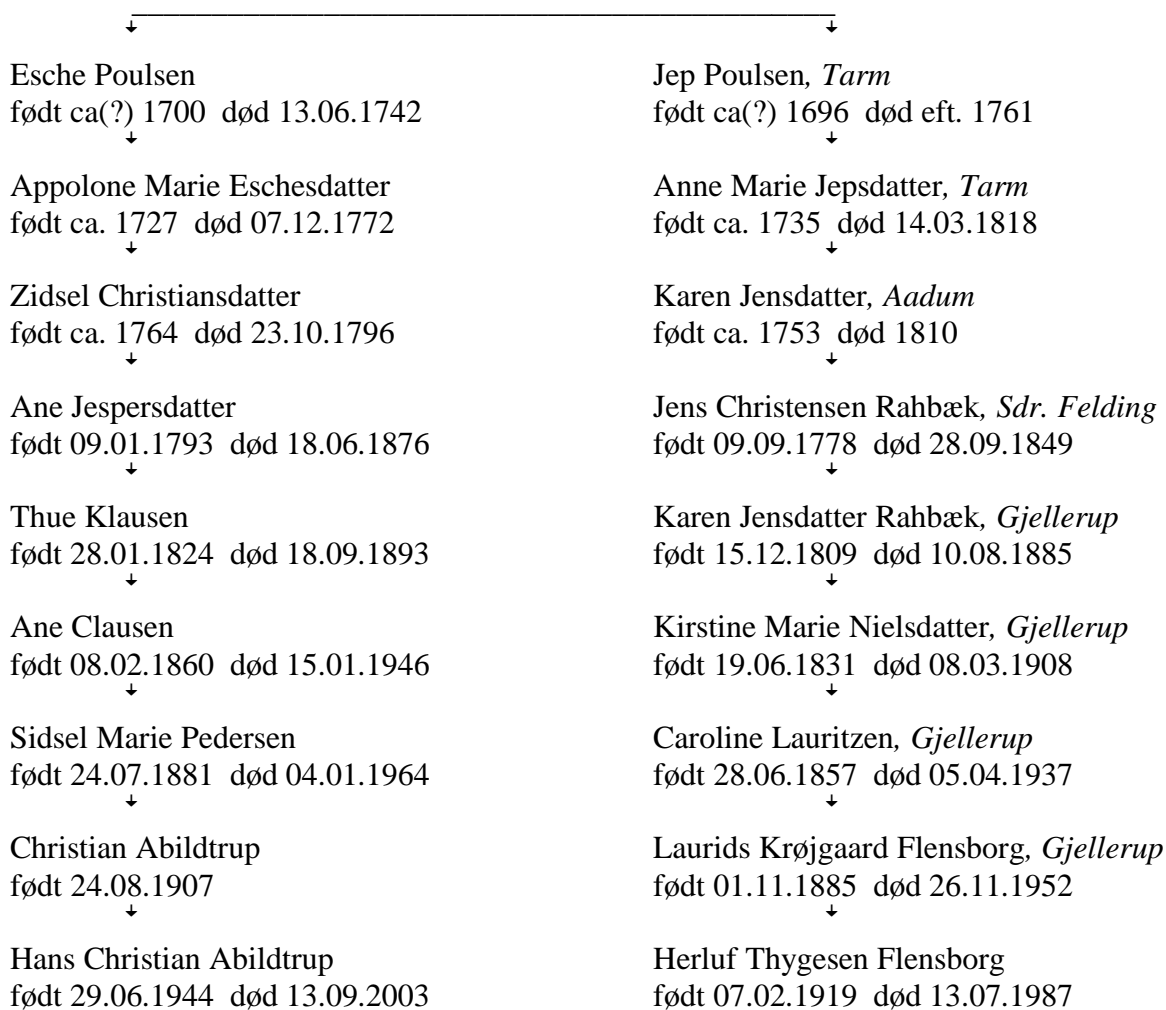 Esche Poulsen
født ca(?) 1700 død 13.06.1742
Appolone Marie Eschesdatter
født ca. 1727 død 07.12.1772
Zidsel Christiansdatter
født ca. 1764 død 23.10.1796
Ane Jespersdatter
født 09.01.1793 død 18.06.1876
Thue Klausen
født 28.01.1824 død 18.09.1893
Ane Clausen
født 08.02.1860 død 15.01.1946
Sidsel Marie Pedersen
født 24.07.1881 død 04.01.1964
Christian Abildtrup
født 24.08.1907
Hans Christian Abildtrup
født 29.06.1944 død 13.09.2003
Jep Poulsen, Tarm
født ca(?) 1696 død eft. 1761
Anne Marie Jepsdatter, Tarm
født ca. 1735 død 14.03.1818
Karen Jensdatter, Aadum
født ca. 1753 død 1810
Jens Christensen Rahbæk, Sdr. Felding
født 09.09.1778 død 28.09.1849
Karen Jensdatter Rahbæk, Gjellerup
født 15.12.1809 død 10.08.1885
Kirstine Marie Nielsdatter, Gjellerup
født 19.06.1831 død 08.03.1908
Caroline Lauritzen, Gjellerup
født 28.06.1857 død 05.04.1937
Laurids Krøjgaard Flensborg, Gjellerup
født 01.11.1885 død 26.11.1952
Herluf Thygesen Flensborg
født 07.02.1919 død 13.07.1987